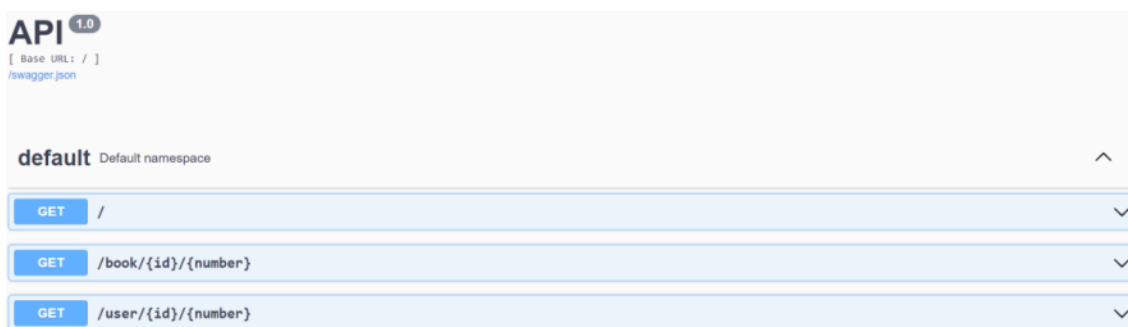 API 1.0
[ Base URL: / ]
/swagger.json
default Default namespace
GET /
GET /book/{id}/{number}
GET /user/{id}/{number}